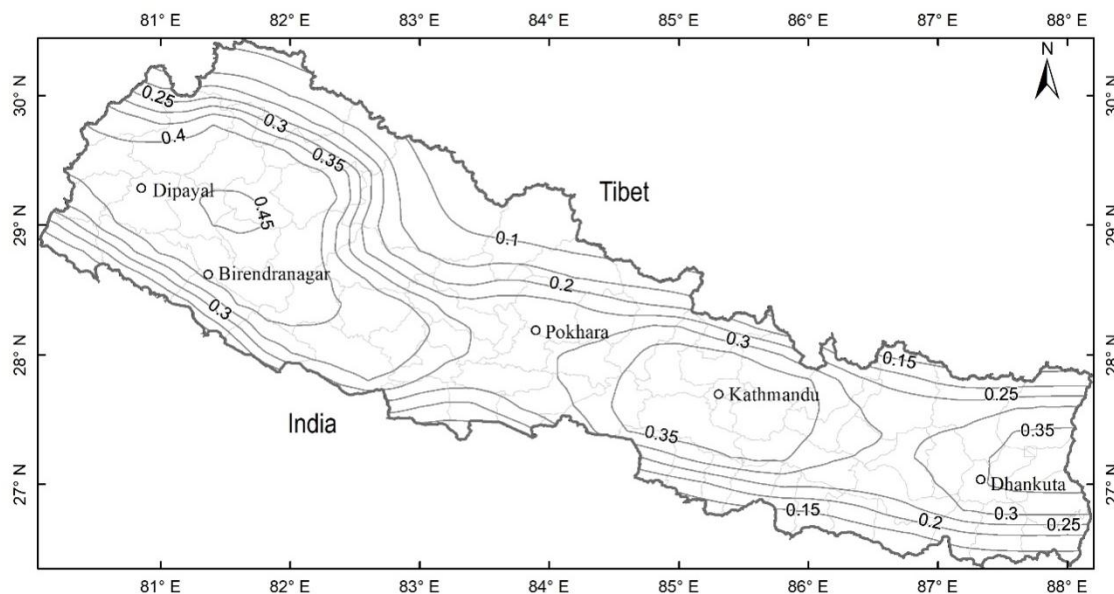 81° E 82° E 83° E 84° E 85° E 86° E 87° E 88° E
N
30° N 30° N
0.25
0.3
0.4
0.35
Tibet
Dipayal
0.45
29° N 29° N
0.1
Birendranagar
0.2
0.3
Pokhara
0.3
28° N 28° N
0.15
Kathmandu
0.25
India
0.35
0.35
27° N 27° N
Dhankuta
0.15
0.3
0.2
0.25
81° E 82° E 83° E 84° E 85° E 86° E 87° E 88° E